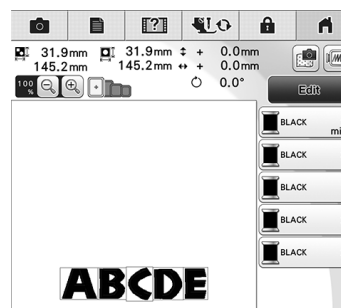 31.9mm 31.9mm + 0.0mm
145.2mm 145.2mm + 0.0mm
100 % 0.0°
Edit
BLACK
mi
BLACK
BLACK
BLACK
BLACK
ABCDE